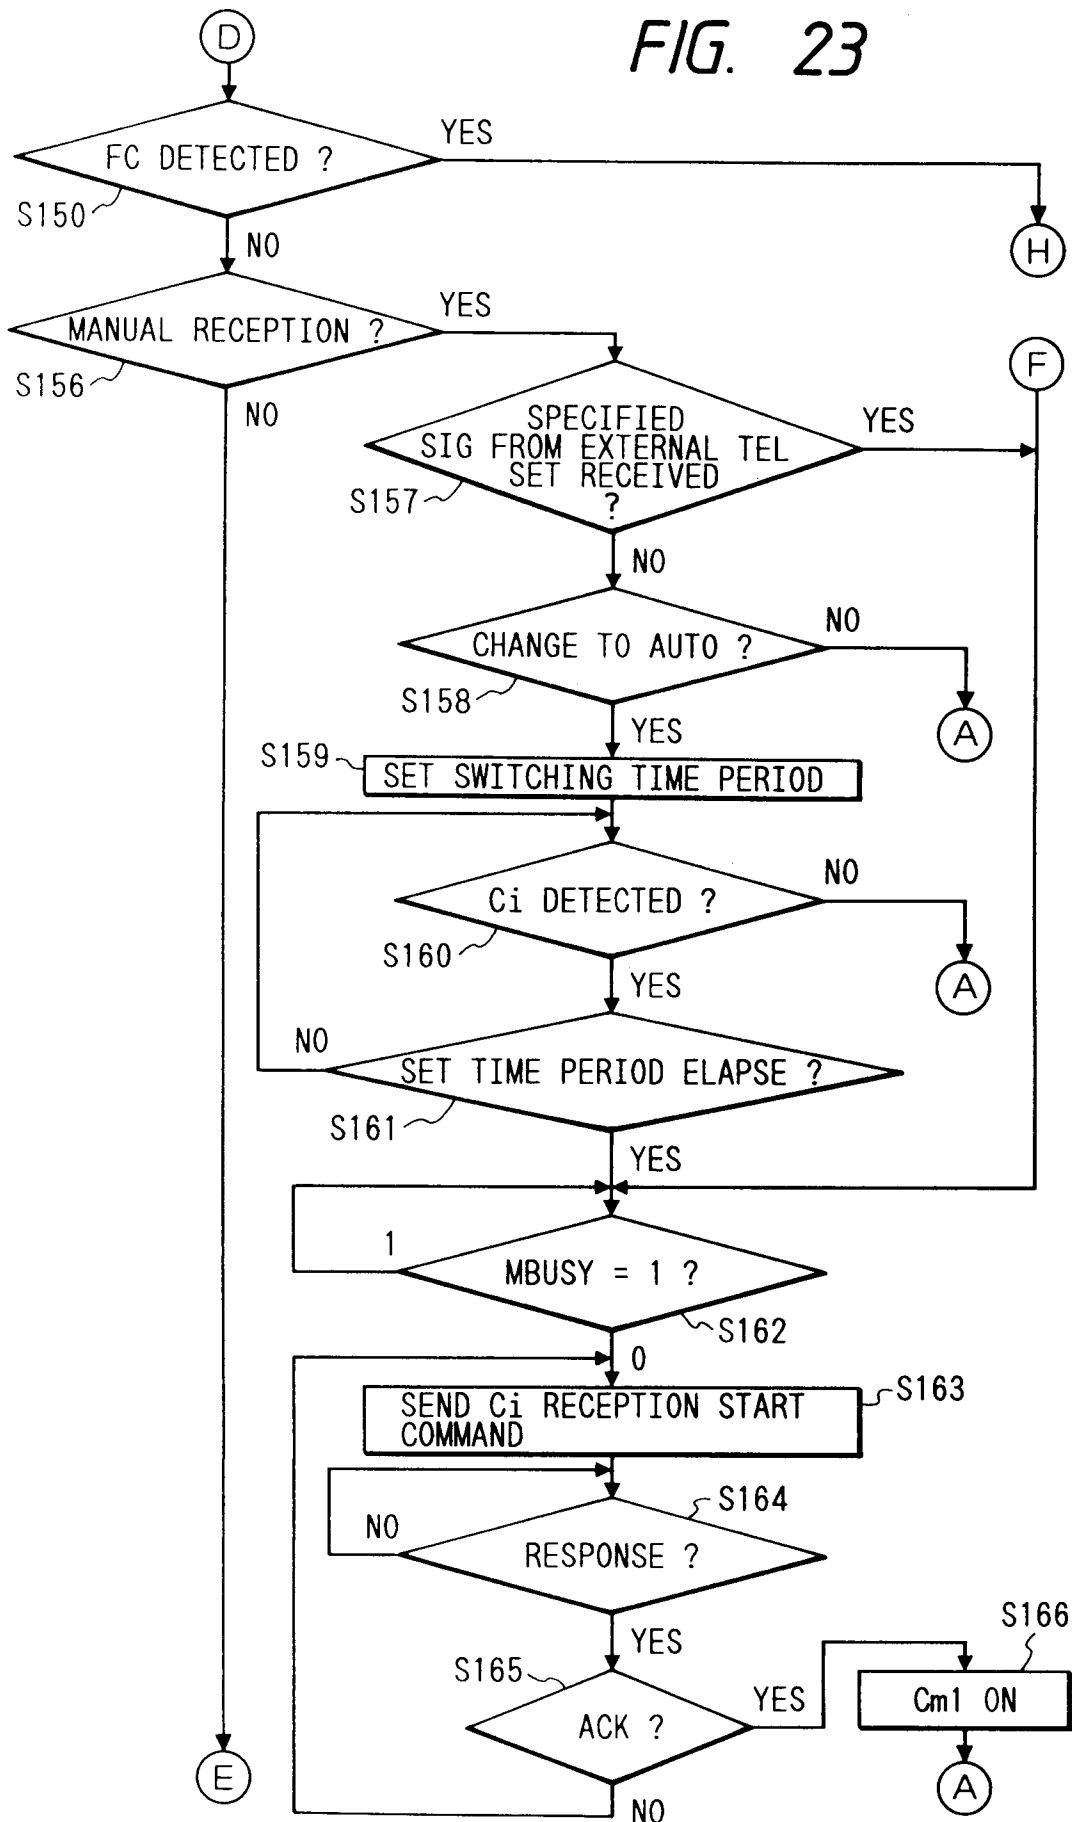 FIG. 23
D
FC DETECTED ?
YES
S150
NO
H
MANUAL RECEPTION ?
YES
S156
NO
F
SPECIFIED
SIG FROM EXTERNAL TEL
SET RECEIVED
?
YES
S157
NO
CHANGE TO AUTO ?
NO
S158
YES
A
S159
SET SWITCHING TIME PERIOD
Ci DETECTED ?
NO
S160
YES
A
NO
SET TIME PERIOD ELAPSE ?
S161
YES
1
MBUSY = 1 ?
S162
0
SEND Ci RECEPTION START
COMMAND
S163
S164
NO
RESPONSE ?
YES
S165
ACK ?
YES
S166
Cm1 ON
A
E
NO